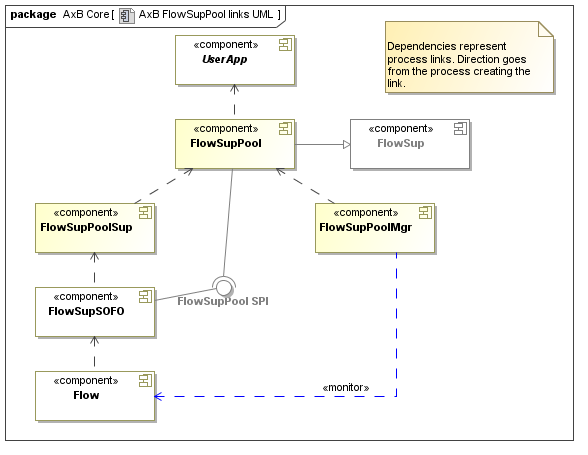 package AxB Core [ AxB FlowSupPool links UML ]
«component»
UserApp
Dependencies represent
process links. Direction goes
from the process creating the
link.
«component»
FlowSupPool
«component»
FlowSup
«component»
FlowSupPoolSup
«component»
FlowSupPoolMgr
«component»
FlowSupSOFO
FlowSupPool SPI
«component»
Flow
«monitor»